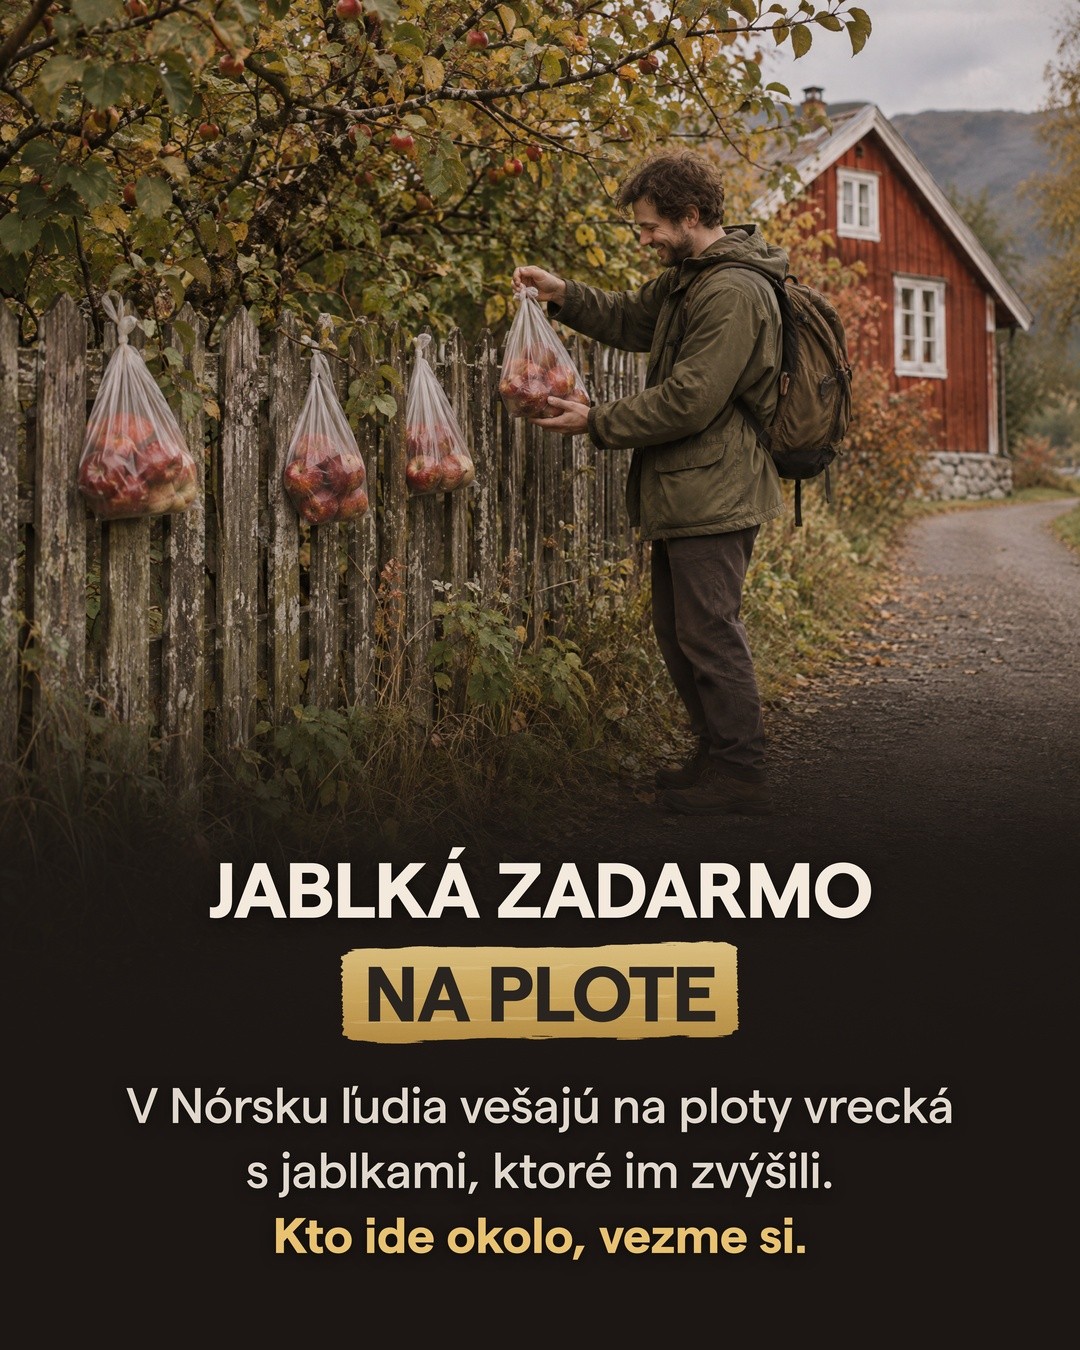 JABLKÁ ZADARMO
NA PLOTE
V Nórsku ľudia vešajú na ploty vrecká
s jablkami, ktoré im zvýšili.
Kto ide okolo, vezme si.